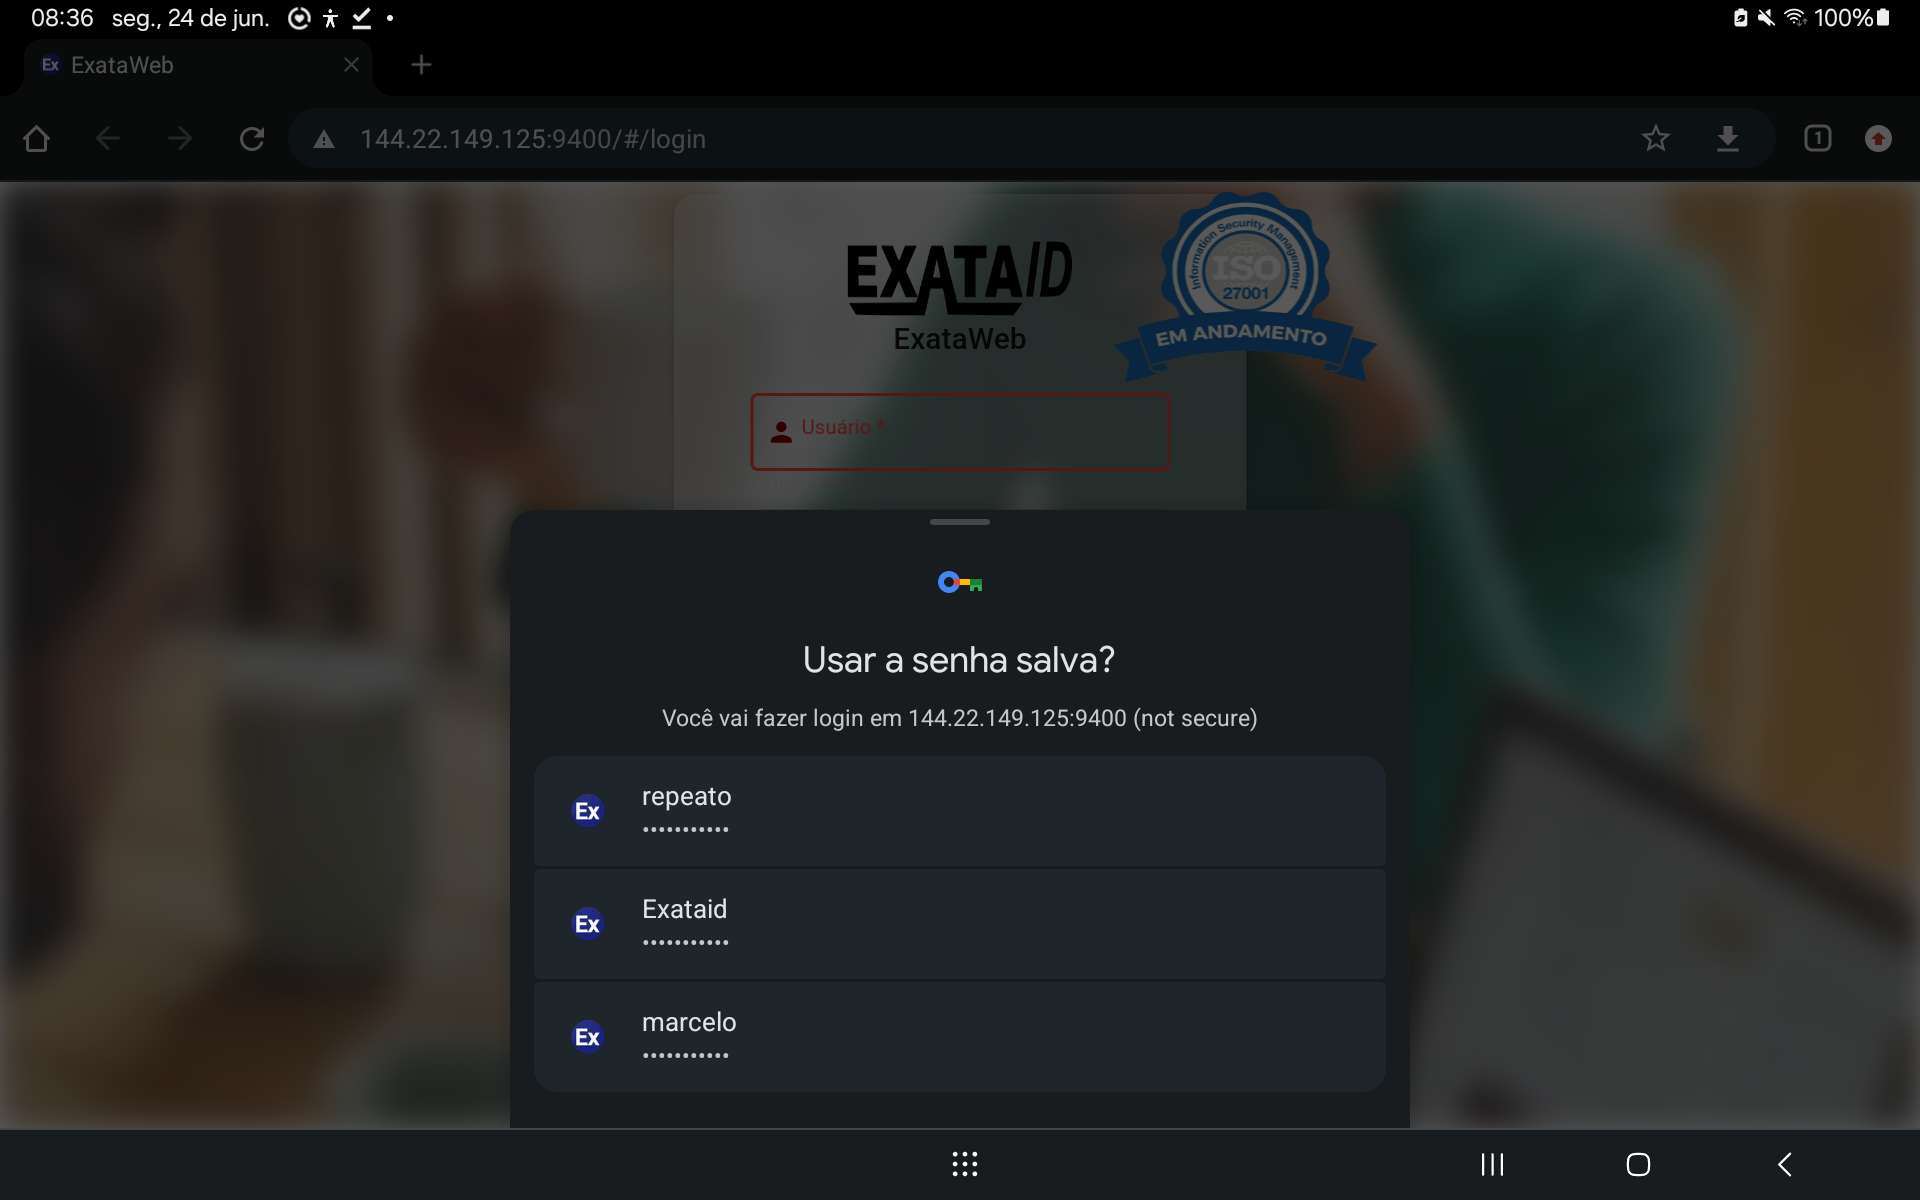 08:36 seg., 24 de jun.
100%
Ex ExataWeb
144.22.149.125:9400/#/login
1
EXATAID
ExataWeb
Information Security Management
ISO
27001
EM ANDAMENTO
Usuário *
Usar a senha salva?
Você vai fazer login em 144.22.149.125:9400 (not secure)
Ex
repeato
•••••••••••
Ex
Exataid
•••••••••••
Ex
marcelo
•••••••••••